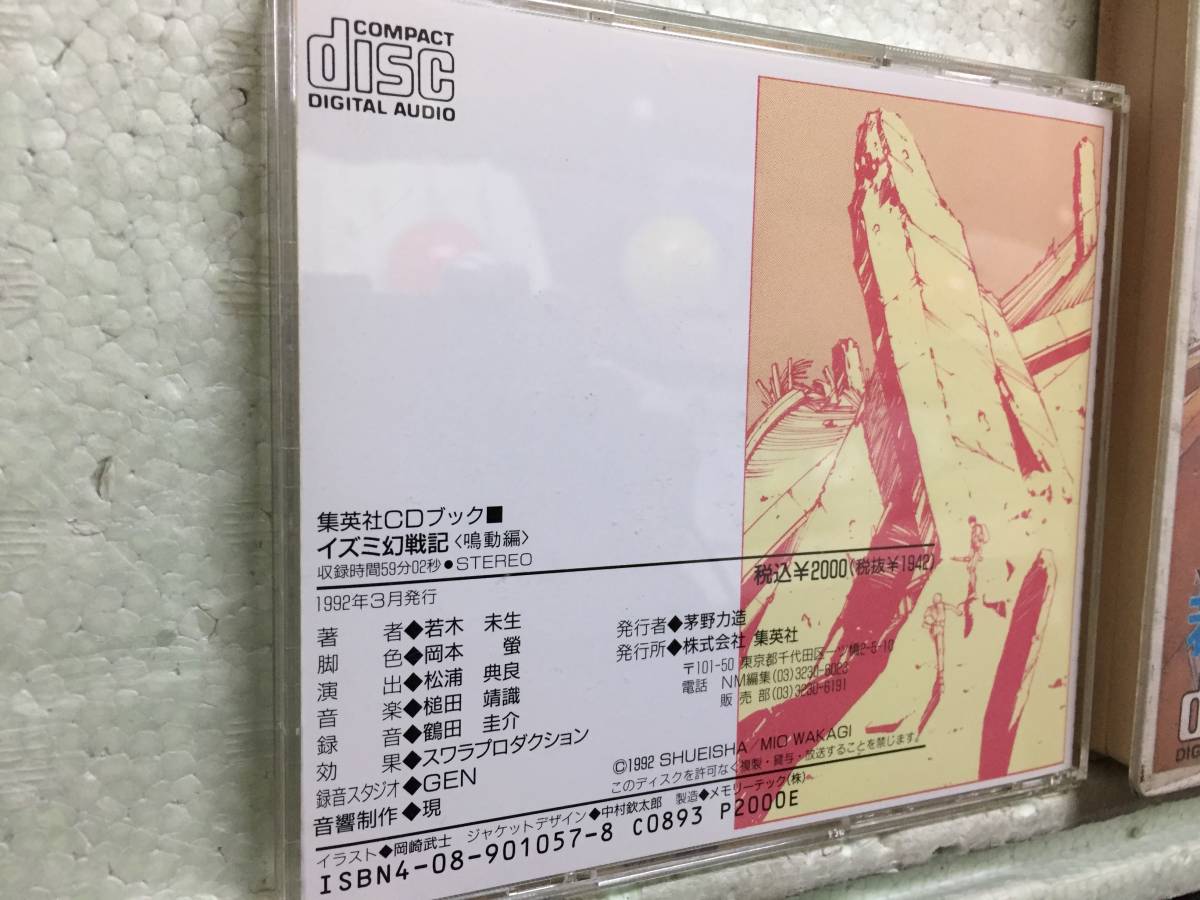 COMPACT
disc
DIGITAL AUDIO
集英社CDブック■
イズミ幻戦記〈鳴動編〉
収録時間59分02秒●STEREO
税込¥2000(税抜¥1942)
1992年3月発行
著者◆若木 未生
脚色◆岡本 螢
演出◆松浦 典良
音楽◆槌田 靖識
録音◆鶴田 圭介
効果◆スワラプロダクション
録音スタジオ◆GEN
音響制作◆現
発行者◆茅野力造
発行所◆株式会社 集英社
〒101-50 東京都千代田区一ツ橋2-5-10
電話 NM編集(03)3230-6023
販売部(03)3230-6191
©1992 SHUEISHA/MIO WAKAGI
このディスクを許可なく複製・貸与・放送することを禁じます。
イラスト◆岡崎武士 ジャケットデザイン◆中村欽太郎 製造◆メモリーテック(株)
ISBN4-08-901057-8 C0893 P2000E